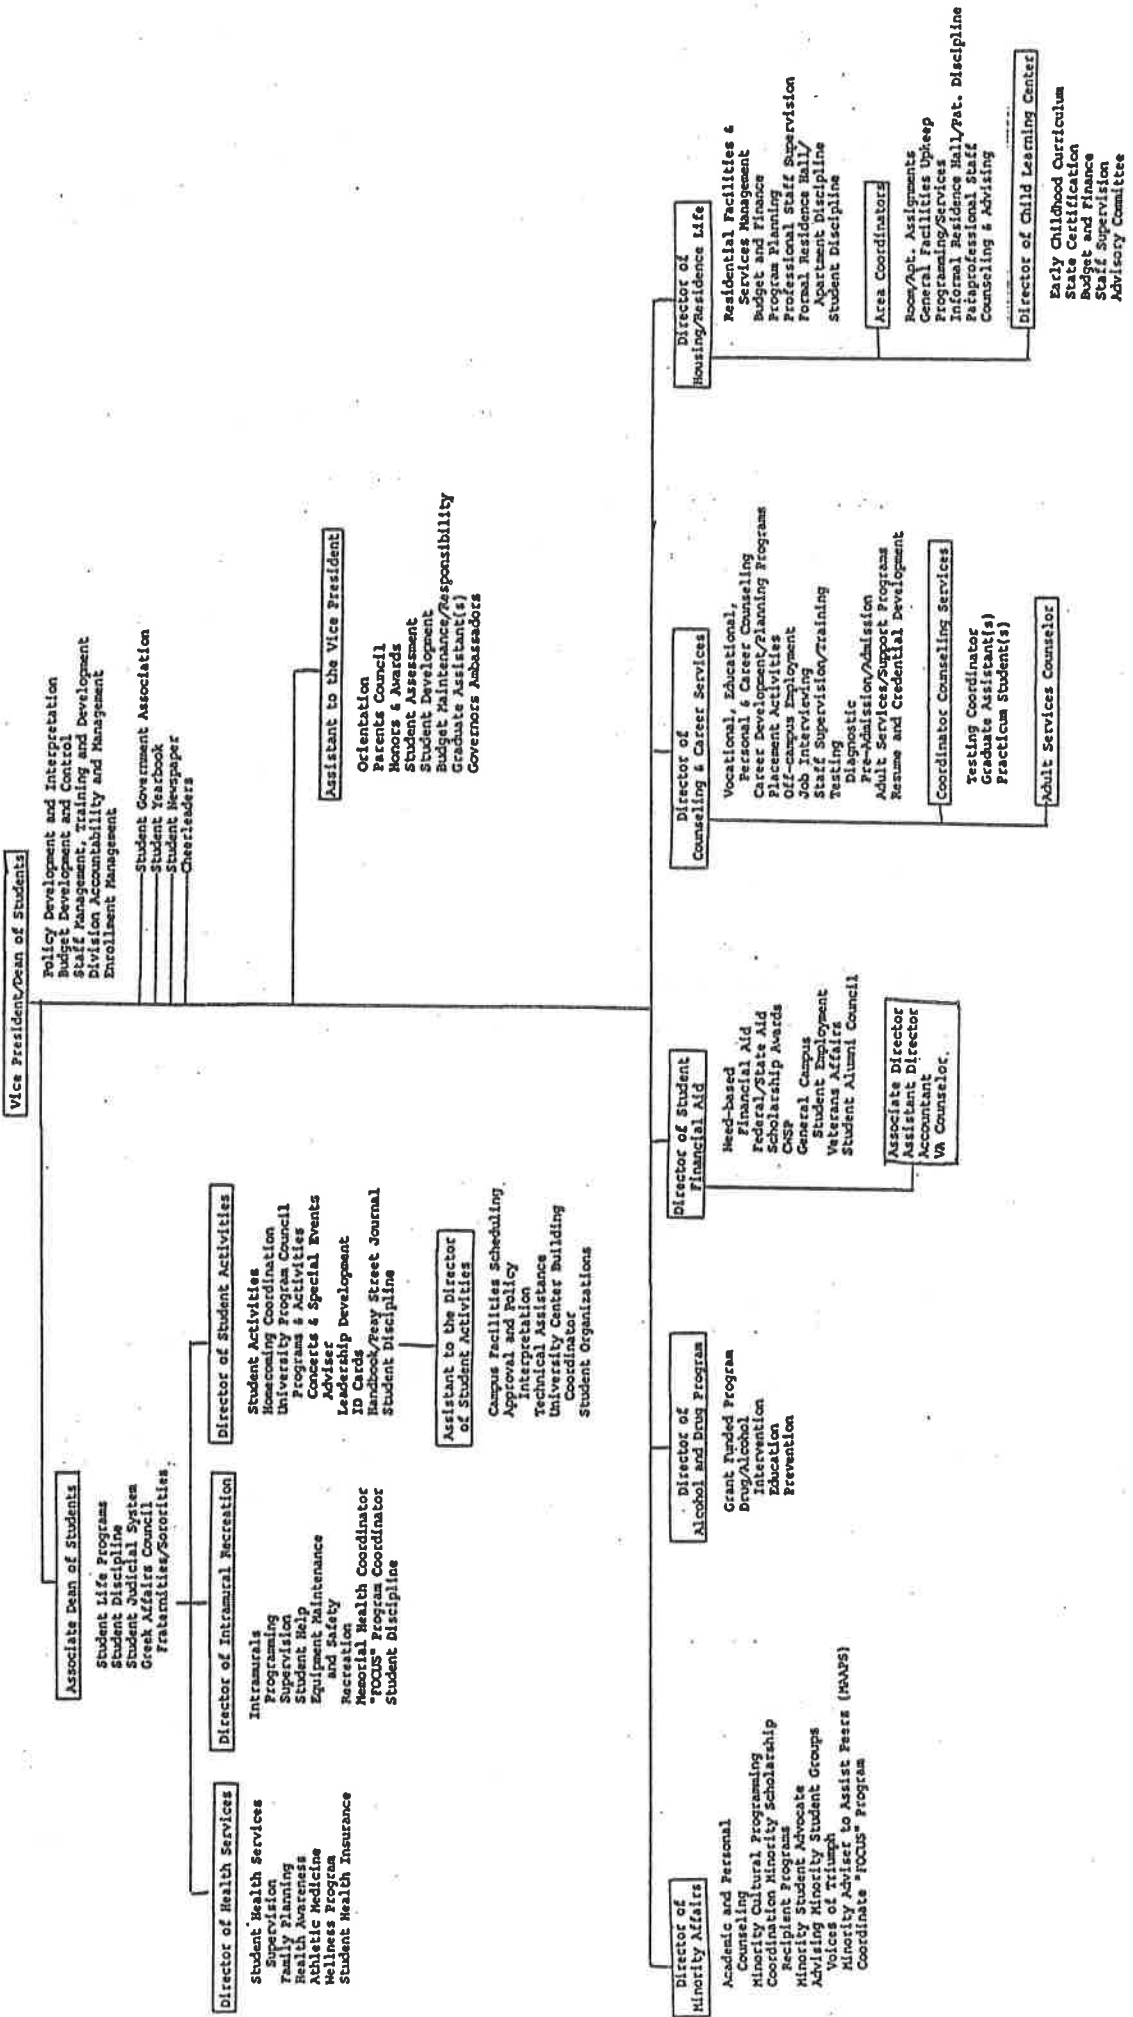 Vice President/Dean of Students
Policy Development and Interpretation
Budget Development and Control
Staff Management, Training and Development
Division Accountability and Management
Enrollment Management
Student Government Association
Student Yearbook
Student Newspaper
Cheerleaders
Associate Dean of Students
Student Life Programs
Student Discipline
Student Judicial System
Greek Affairs Council
Fraternities/Sororities
Director of Health Services
Student Health Services
Supervision
Family Planning
Health Awareness
Athletic Medicine
Wellness Program
Student Health Insurance
Director of Intramural Recreation
Intramurals
Programing
Supervision
Student Help
Equipment Maintenance
and Safety
Recreation
Memorial Health Coordinator
"FOCUS" Program Coordinator
Student Discipline
Director of Student Activities
Student Activities
Homecoming Coordination
University Program Council
Programs & Activities
Concerts & Special Events
Adviser
Leadership Development
ID Cards
Handbook/Peay Street Journal
Student Discipline
Assistant to the Director
of Student Activities
Campus Facilities Scheduling
Approval and Policy
Interpretation
Technical Assistance
University Center Building
Coordinator
Student Organizations
Assistant to the Vice President
Orientation
Parents Council
Honors & Awards
Student Assessment
Student Development
Budget Maintenance/Responsibility
Graduate Assistant(s)
Governors Ambassadors
Director of
Minority Affairs
Academic and Personal
Counseling
Minority Cultural Programming
Coordination Minority Scholarship
Recipient Programs
Minority Student Advocate
Advising Minority Student Groups
Voices of Triumph
Minority Adviser to Assist Peers (MAAPS)
Coordinate "FOCUS" Program
Director of
Alcohol and Drug Program
Grant Funded Program
Drug/Alcohol
Intervention
Education
Prevention
Director of Student
Financial Aid
Need-based
Financial Aid
Federal/State Aid
Scholarship Awards
CWSP
General Campus
Student Employment
Veterans Affairs
Student Alumni Council
Associate Director
Assistant Director
Accountant
VA Counselor
Director of
Counseling & Career Services
Vocational, Educational,
Personal & Career Counseling
Career Development/Planning Programs
Placement Activities
Off-campus Employment
Job Interviewing
Staff Supervision/Training
Testing
Diagnostic
Pre-Admission/Admission
Adult Services/Support Programs
Resume and Credential Development
Coordinator Counseling Services
Testing Coordinator
Graduate Assistant(s)
Practicum Student(s)
Adult Services Counselor
Director of
Housing/Residence Life
Residential Facilities &
Services Management
Budget and Finance
Program Planning
Professional Staff Supervision
Formal Residence Hall/
Apartment Discipline
Student Discipline
Area Coordinators
Room/Apt. Assignments
General Facilities Upkeep
Programming/Services
Informal Residence Hall/Pat. Discipline
Paraprofessional Staff
Counseling & Advising
Director of Child Learning Center
Early Childhood Curriculum
State Certification
Budget and Finance
Staff Supervision
Advisory Committee